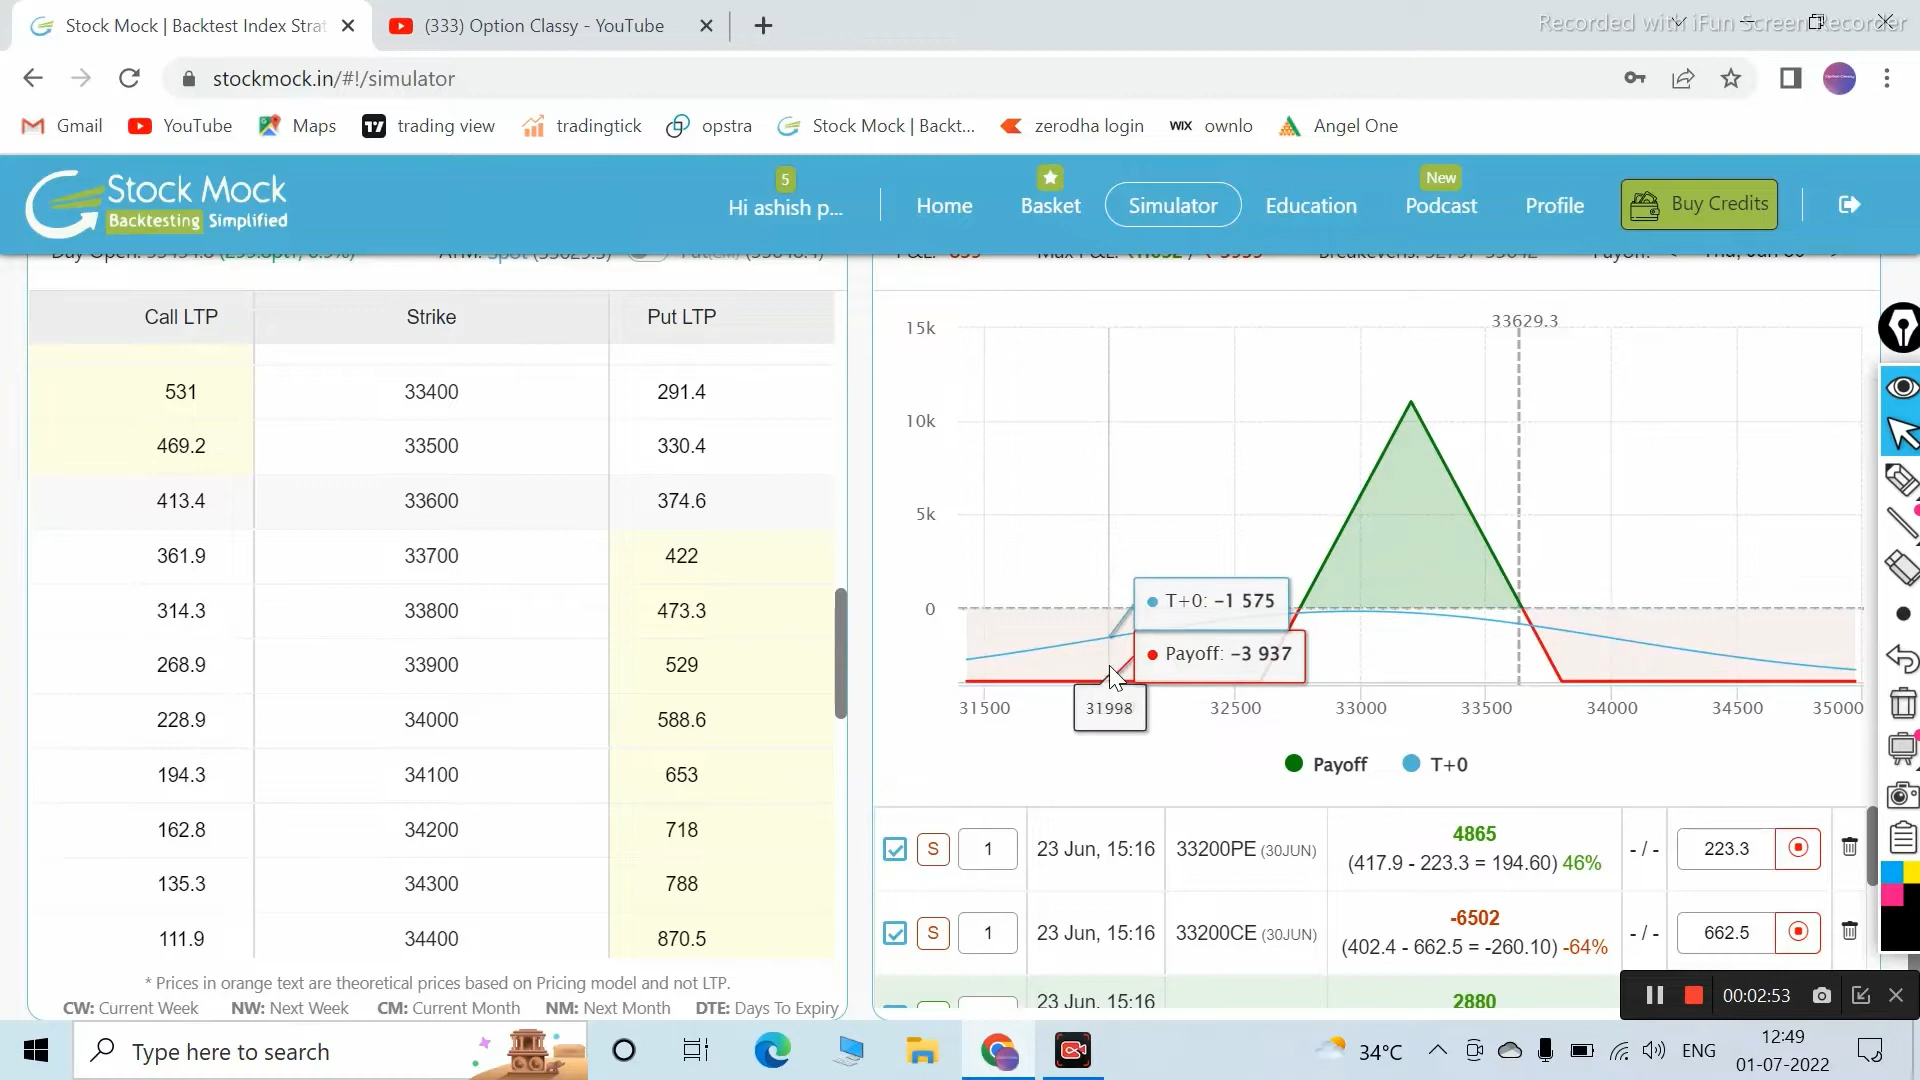 Stock Mock | Backtest Index Strat
(333) Option Classy - YouTube
Recorded with iFun Screen Recorder
stockmock.in/#!/simulator
Gmail
YouTube
Maps
trading view
tradingtick
opstra
Stock Mock | Backt...
zerodha login
WIX
ownlo
Angel One
Stock Mock
Backtesting Simplified
5
Hi ashish p...
Home
Basket
Simulator
Education
New
Podcast
Profile
Buy Credits
Call LTP Strike Put LTP
531 33400 291.4
469.2 33500 330.4
413.4 33600 374.6
361.9 33700 422
314.3 33800 473.3
268.9 33900 529
228.9 34000 588.6
194.3 34100 653
162.8 34200 718
135.3 34300 788
111.9 34400 870.5
* Prices in orange text are theoretical prices based on Pricing model and not LTP.
CW: Current Week NW: Next Week CM: Current Month NM: Next Month DTE: Days To Expiry
33629.3
15k
10k
5k
0
T+0: -1 575
Payoff: -3 937
31500 31998 32500 33000 33500 34000 34500 35000
Payoff T+0
S 1 23 Jun, 15:16 33200PE (30JUN) 4865 - / - 223.3
(417.9 - 223.3 = 194.60) 46%
S 1 23 Jun, 15:16 33200CE (30JUN) -6502 - / - 662.5
(402.4 - 662.5 = -260.10) -64%
23 Jun, 15:16 2880
00:02:53
Type here to search
34°C
ENG
12:49
01-07-2022